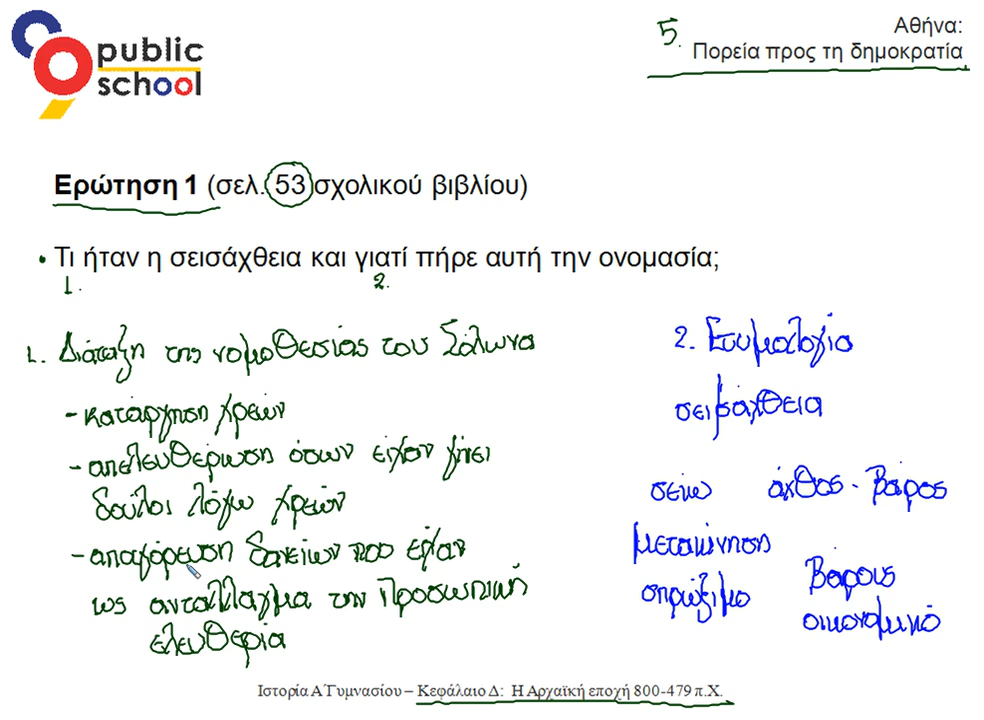 public
school
5.
Αθήνα:
Πορεία προς τη δημοκρατία
Ερώτηση 1 (σελ. 53 σχολικού βιβλίου)
• Τι ήταν η σεισάχθεια και γιατί πήρε αυτή την ονομασία;
1. 2.
1. Διάταξη της νομοθεσίας του Σόλωνα
- κατάργηση χρεών
- απελευθέρωση όσων είχαν γίνει
δούλοι λόγω χρεών
- απαγόρευση δανείων που είχαν
ως αντάλλαγμα την προσωπική
ελευθερία
2. Ετυμολογία
σεισάχθεια
σείω άχθος - βάρος
μετακίνηση
σπρώξιμο
βάρους
οικονομικό
Ιστορία Α΄ Γυμνασίου – Κεφάλαιο Δ: Η Αρχαϊκή εποχή 800-479 π.Χ.